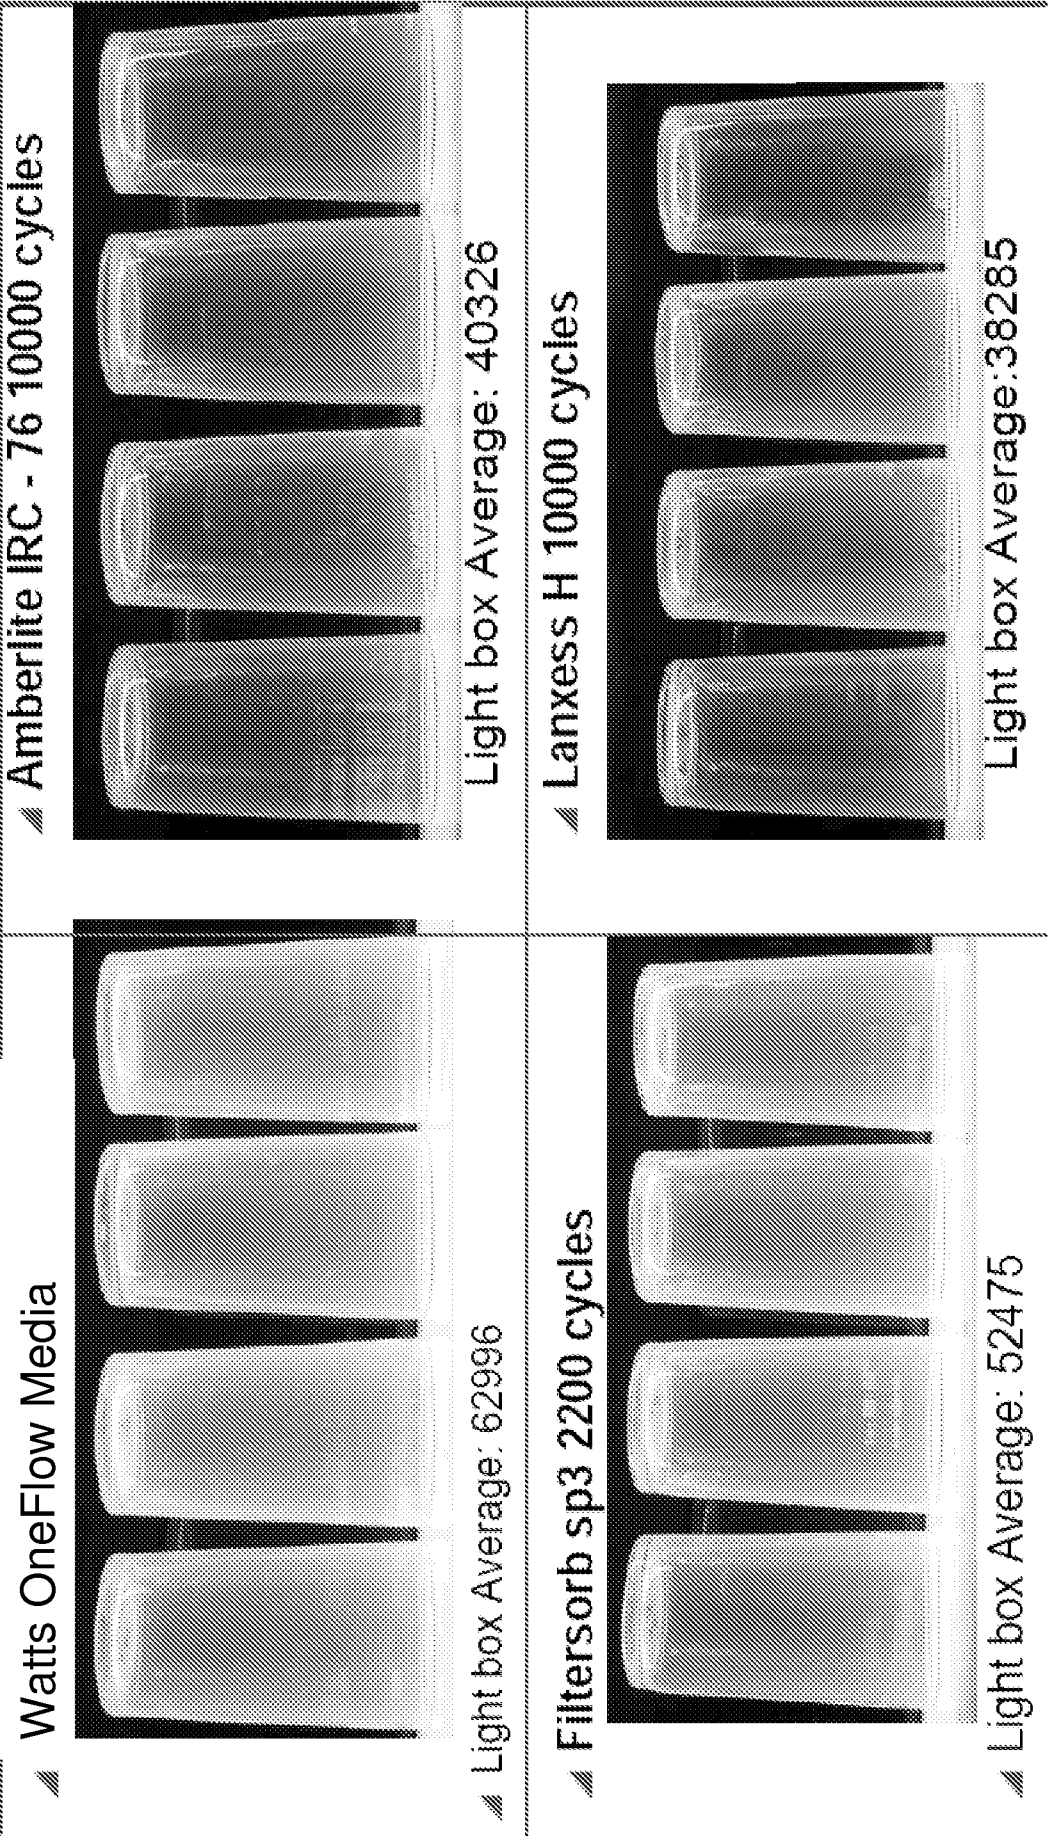 Watts OneFlow Media
Light box Average: 62996
Amberlite IRC - 76 10000 cycles
Light box Average: 40326
Filtersorb sp3 2200 cycles
Light box Average: 52475
Lanxess H 10000 cycles
Light box Average:38285